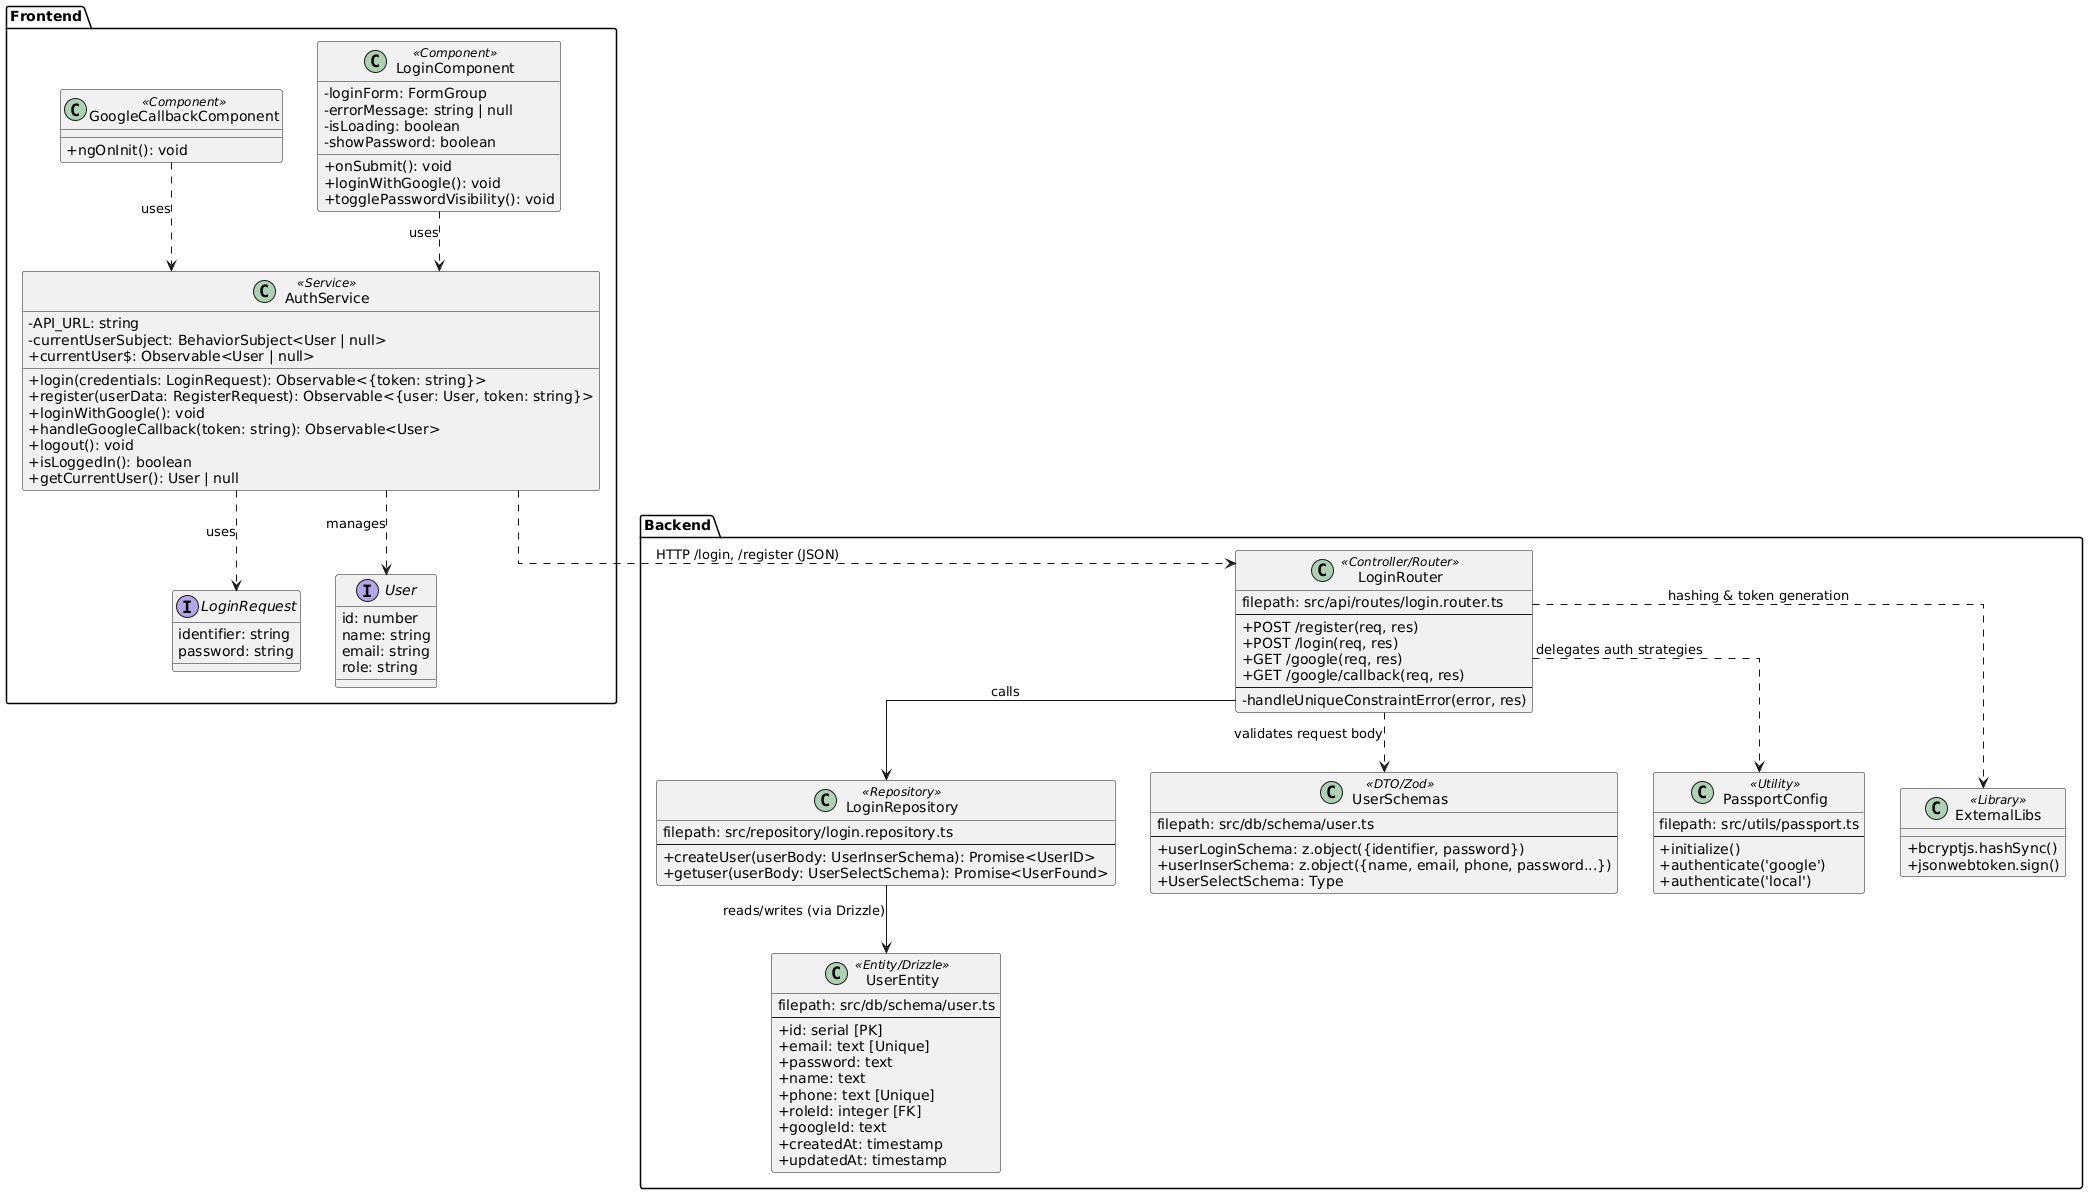 Frontend
«Component»
LoginComponent
-loginForm: FormGroup
-errorMessage: string | null
-isLoading: boolean
-showPassword: boolean
+onSubmit(): void
+loginWithGoogle(): void
+togglePasswordVisibility(): void
«Component»
GoogleCallbackComponent
+ngOnInit(): void
uses
uses
«Service»
AuthService
-API_URL: string
-currentUserSubject: BehaviorSubject<User | null>
+currentUser$: Observable<User | null>
+login(credentials: LoginRequest): Observable<{token: string}>
+register(userData: RegisterRequest): Observable<{user: User, token: string}>
+loginWithGoogle(): void
+handleGoogleCallback(token: string): Observable<User>
+logout(): void
+isLoggedIn(): boolean
+getCurrentUser(): User | null
uses
manages
LoginRequest
identifier: string
password: string
User
id: number
name: string
email: string
role: string
Backend
HTTP /login, /register (JSON)
«Controller/Router»
LoginRouter
filepath: src/api/routes/login.router.ts
+POST /register(req, res)
+POST /login(req, res)
+GET /google(req, res)
+GET /google/callback(req, res)
-handleUniqueConstraintError(error, res)
hashing & token generation
delegates auth strategies
calls
validates request body
«Repository»
LoginRepository
filepath: src/repository/login.repository.ts
+createUser(userBody: UserInserSchema): Promise<UserID>
+getuser(userBody: UserSelectSchema): Promise<UserFound>
«DTO/Zod»
UserSchemas
filepath: src/db/schema/user.ts
+userLoginSchema: z.object({identifier, password})
+userInserSchema: z.object({name, email, phone, password...})
+UserSelectSchema: Type
«Utility»
PassportConfig
filepath: src/utils/passport.ts
+initialize()
+authenticate('google')
+authenticate('local')
«Library»
ExternalLibs
+bcryptjs.hashSync()
+jsonwebtoken.sign()
reads/writes (via Drizzle)
«Entity/Drizzle»
UserEntity
filepath: src/db/schema/user.ts
+id: serial [PK]
+email: text [Unique]
+password: text
+name: text
+phone: text [Unique]
+roleId: integer [FK]
+googleId: text
+createdAt: timestamp
+updatedAt: timestamp